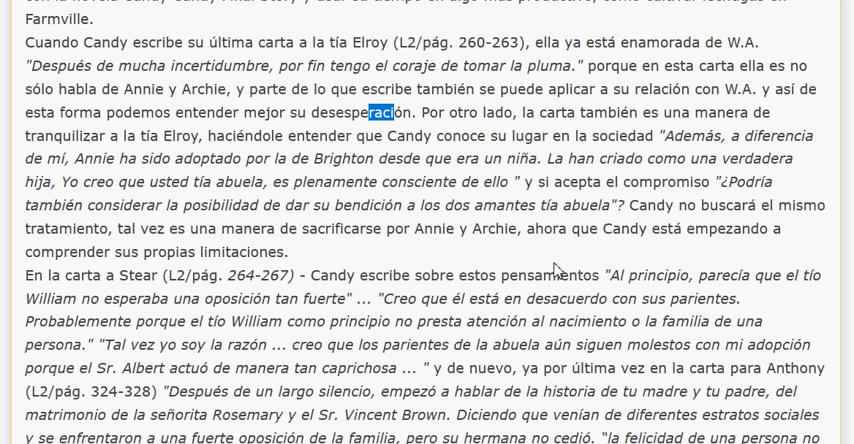 Farmville.
Cuando Candy escribe su última carta a la tía Elroy (L2/pág. 260-263), ella ya está enamorada de W.A.
"Después de mucha incertidumbre, por fin tengo el coraje de tomar la pluma." porque en esta carta ella es no
sólo habla de Annie y Archie, y parte de lo que escribe también se puede aplicar a su relación con W.A. y así de
esta forma podemos entender mejor su desesperación. Por otro lado, la carta también es una manera de
tranquilizar a la tía Elroy, haciéndole entender que Candy conoce su lugar en la sociedad "Además, a diferencia
de mí, Annie ha sido adoptado por la de Brighton desde que era un niña. La han criado como una verdadera
hija, Yo creo que usted tía abuela, es plenamente consciente de ello " y si acepta el compromiso "¿Podría
también considerar la posibilidad de dar su bendición a los dos amantes tía abuela"? Candy no buscará el mismo
tratamiento, tal vez es una manera de sacrificarse por Annie y Archie, ahora que Candy está empezando a
comprender sus propias limitaciones.
En la carta a Stear (L2/pág. 264-267) - Candy escribe sobre estos pensamientos "Al principio, parecía que el tío
William no esperaba una oposición tan fuerte" ... "Creo que él está en desacuerdo con sus parientes.
Probablemente porque el tío William como principio no presta atención al nacimiento o la familia de una
persona." "Tal vez yo soy la razón ... creo que los parientes de la abuela aún siguen molestos con mi adopción
porque el Sr. Albert actuó de manera tan caprichosa ... " y de nuevo, ya por última vez en la carta para Anthony
(L2/pág. 324-328) "Después de un largo silencio, empezó a hablar de la historia de tu madre y tu padre, del
matrimonio de la señorita Rosemary y el Sr. Vincent Brown. Diciendo que venían de diferentes estratos sociales
y se enfrentaron a una fuerte oposición de la familia, pero su hermana no cedió. "la felicidad de una persona no